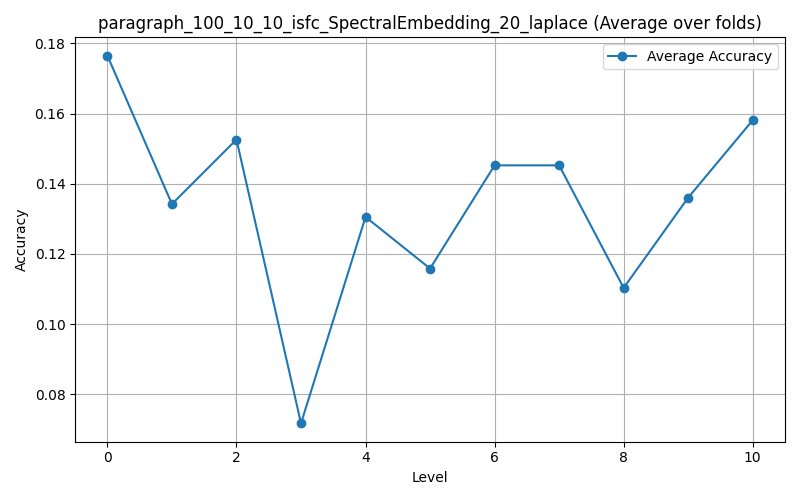 paragraph_100_10_10_isfc_SpectralEmbedding_20_laplace (Average over folds)
Average Accuracy
0.18
0.16
0.14
0.12
0.10
0.08
Accuracy
0 2 4 6 8 10
Level